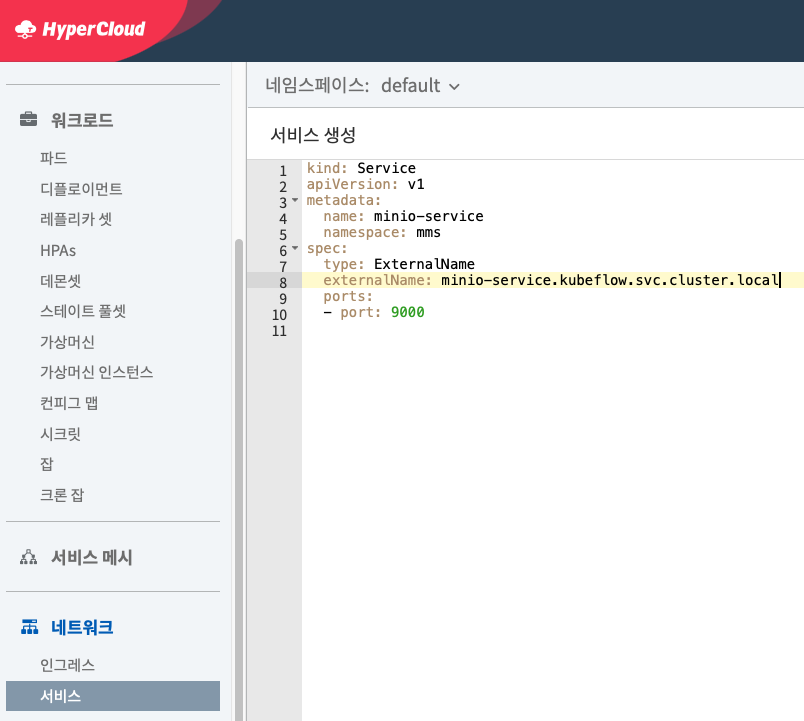 HyperCloud
워크로드
파드
디플로이먼트
레플리카 셋
HPAs
데몬셋
스테이트 풀셋
가상머신
가상머신 인스턴스
컨피그 맵
시크릿
잡
크론 잡
서비스 메시
네트워크
인그레스
서비스
네임스페이스: default
서비스 생성
1 kind: Service
2 apiVersion: v1
3 metadata:
4   name: minio-service
5   namespace: mms
6 spec:
7   type: ExternalName
8   externalName: minio-service.kubeflow.svc.cluster.local
9   ports:
10   - port: 9000
11